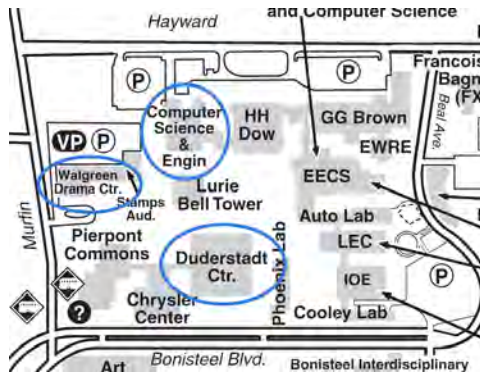 Hayward
and Computer Science
Francois
Bagn
(FX
P
P
Computer
Science
&
Engin
HH
Dow
GG Brown
Beal Ave.
VP
P
EWRE
Walgreen
Drama Ctr.
EECS
Stamps
Aud.
Lurie
Bell Tower
Murfin
Auto Lab
Pierpont
Commons
LEC
Duderstadt
Ctr.
Phoenix Lab
IOE
P
Chrysler
Center
?
Cooley Lab
Bonisteel Blvd.
Art
Bonisteel Interdisciplinary